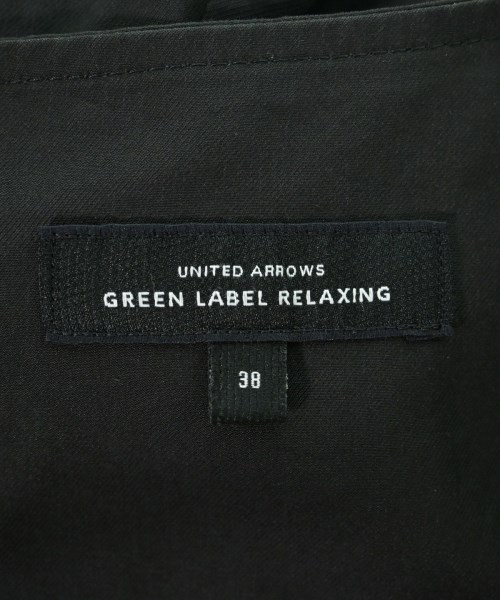 UNITED ARROWS
GREEN LABEL RELAXING
38